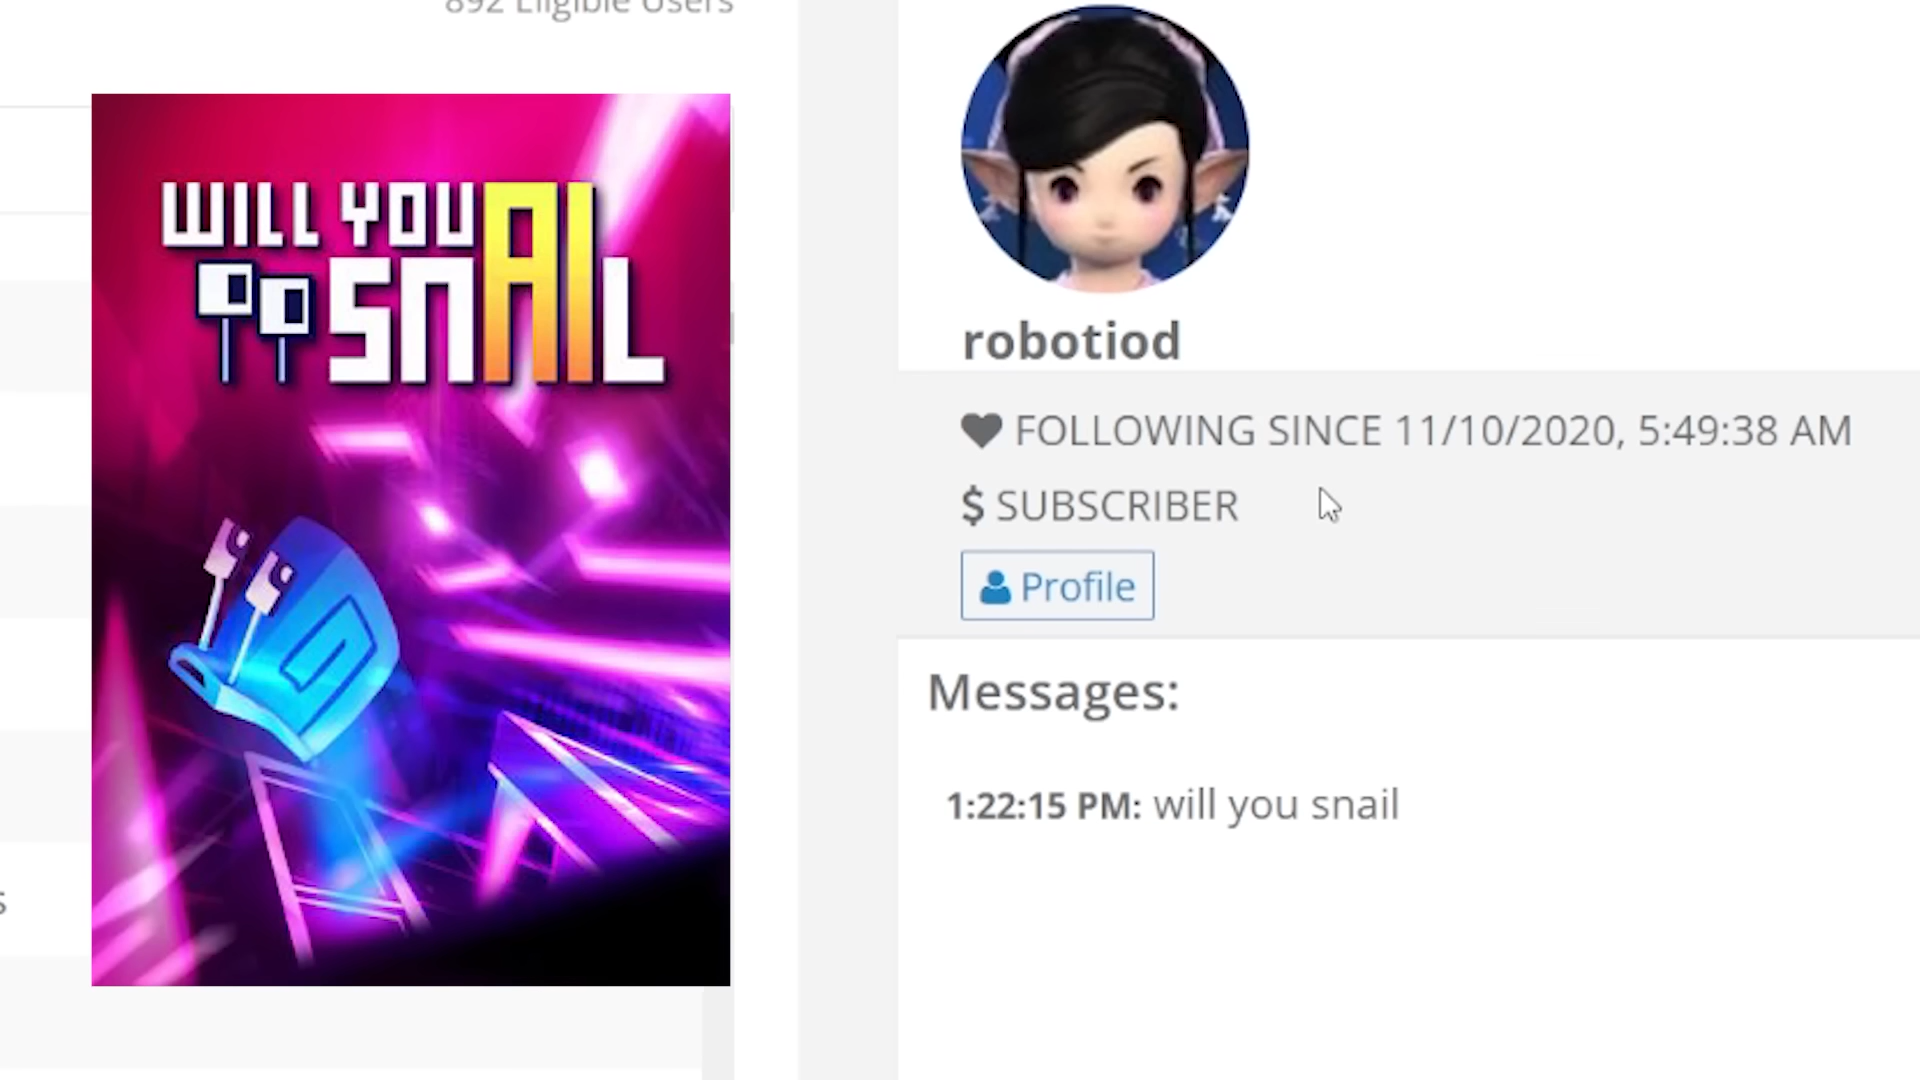 892 Eligible Users
WILL YOU
SNAIL
robotiod
FOLLOWING SINCE 11/10/2020, 5:49:38 AM
$ SUBSCRIBER
Profile
Messages:
1:22:15 PM: will you snail
s